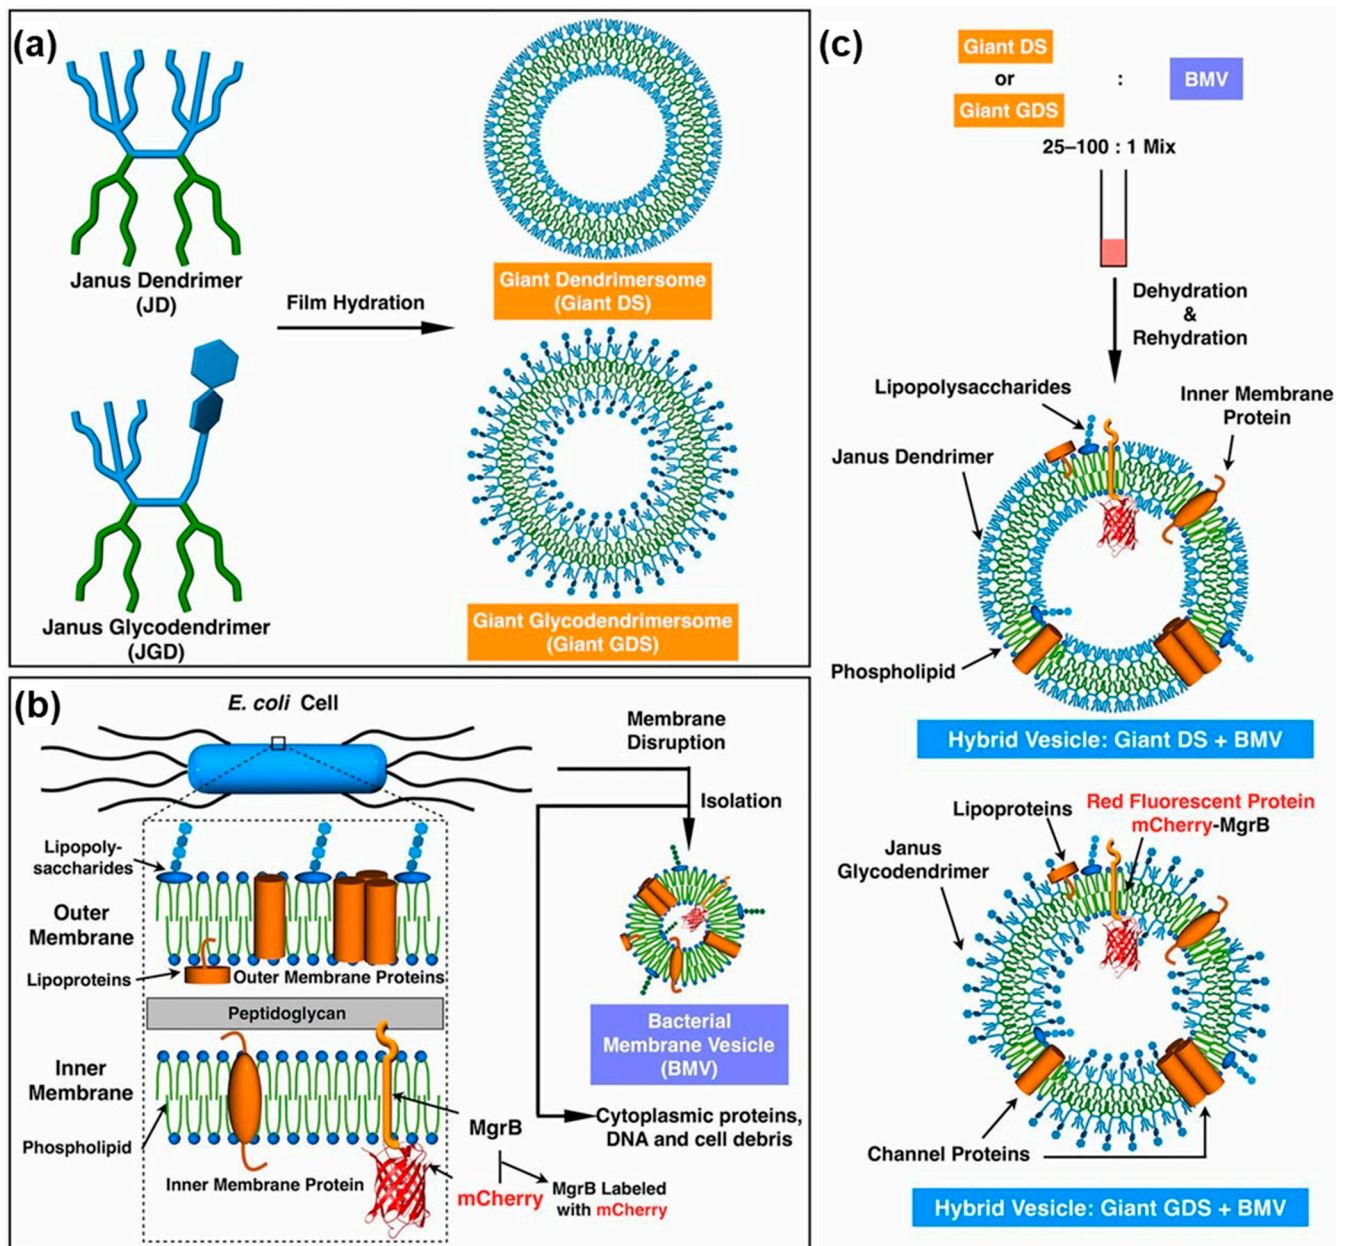 (a)
Janus Dendrimer
(JD)
Film Hydration
Giant Dendrimersome
(Giant DS)
Janus Glycodendrimer
(JGD)
Giant Glycodendrimersome
(Giant GDS)
(b)
E. coli Cell
Membrane
Disruption
Isolation
Lipopoly-
saccharides
Outer
Membrane
Lipoproteins
Outer Membrane Proteins
Peptidoglycan
Inner
Membrane
Phospholipid
Inner Membrane Protein
MgrB
mCherry
MgrB Labeled
with mCherry
Bacterial
Membrane Vesicle
(BMV)
Cytoplasmic proteins,
DNA and cell debris
(c)
Giant DS
or : BMV
Giant GDS
25–100 : 1 Mix
Dehydration
&
Rehydration
Lipopolysaccharides
Inner Membrane
Protein
Janus Dendrimer
Phospholipid
Hybrid Vesicle: Giant DS + BMV
Lipoproteins
Red Fluorescent Protein
mCherry-MgrB
Janus
Glycodendrimer
Channel Proteins
Hybrid Vesicle: Giant GDS + BMV